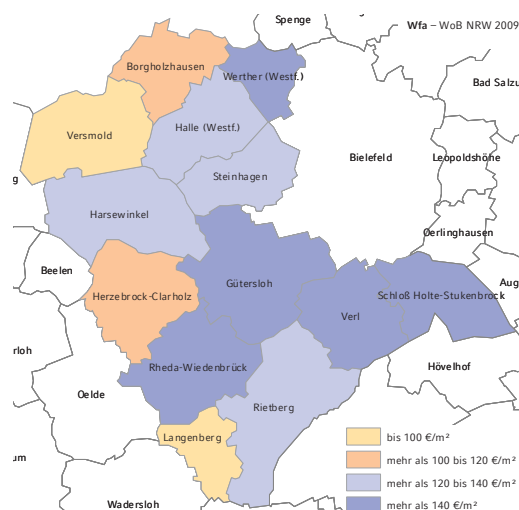 Spenge
Wfa – WoB NRW 2009
Borgholzhausen
Werther (Westf.)
Bad Salzu
Halle (Westf.)
Versmold
Bielefeld
Leopoldshöhe
Steinhagen
g
Harsewinkel
Oerlinghausen
Beelen
Gütersloh
Aug
Herzebrock-Clarholz
Schloß Holte-Stukenbrock
Verl
rloh
Rheda-Wiedenbrück
Hövelhof
Oelde
Rietberg
Langenberg
bis 100 €/m²
um
mehr als 100 bis 120 €/m²
mehr als 120 bis 140 €/m²
Wadersloh
mehr als 140 €/m²